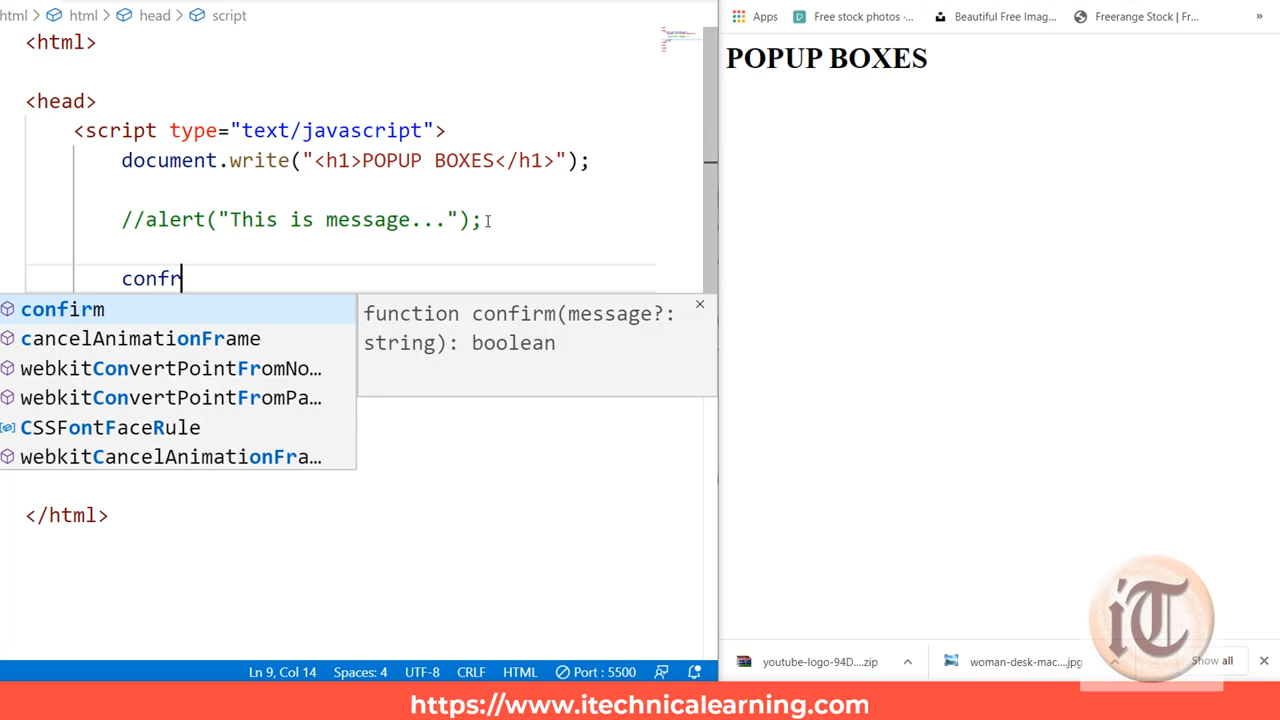 html > html > head > script
<html>
<head>
<script type="text/javascript">
document.write("<h1>POPUP BOXES</h1>");
//alert("This is message...");
confr
confirm
cancelAnimationFrame
webkitConvertPointFromNo...
webkitConvertPointFromPa...
CSSFontFaceRule
webkitCancelAnimationFra...
function confirm(message?:
string): boolean
</html>
Ln 9, Col 14 Spaces: 4 UTF-8 CRLF HTML Port : 5500
Apps Free stock photos ·... Beautiful Free Imag... Freerange Stock | Fr... »
POPUP BOXES
iT
youtube-logo-94D....zip woman-desk-mac...jpg Show all
https://www.itechnicalearning.com